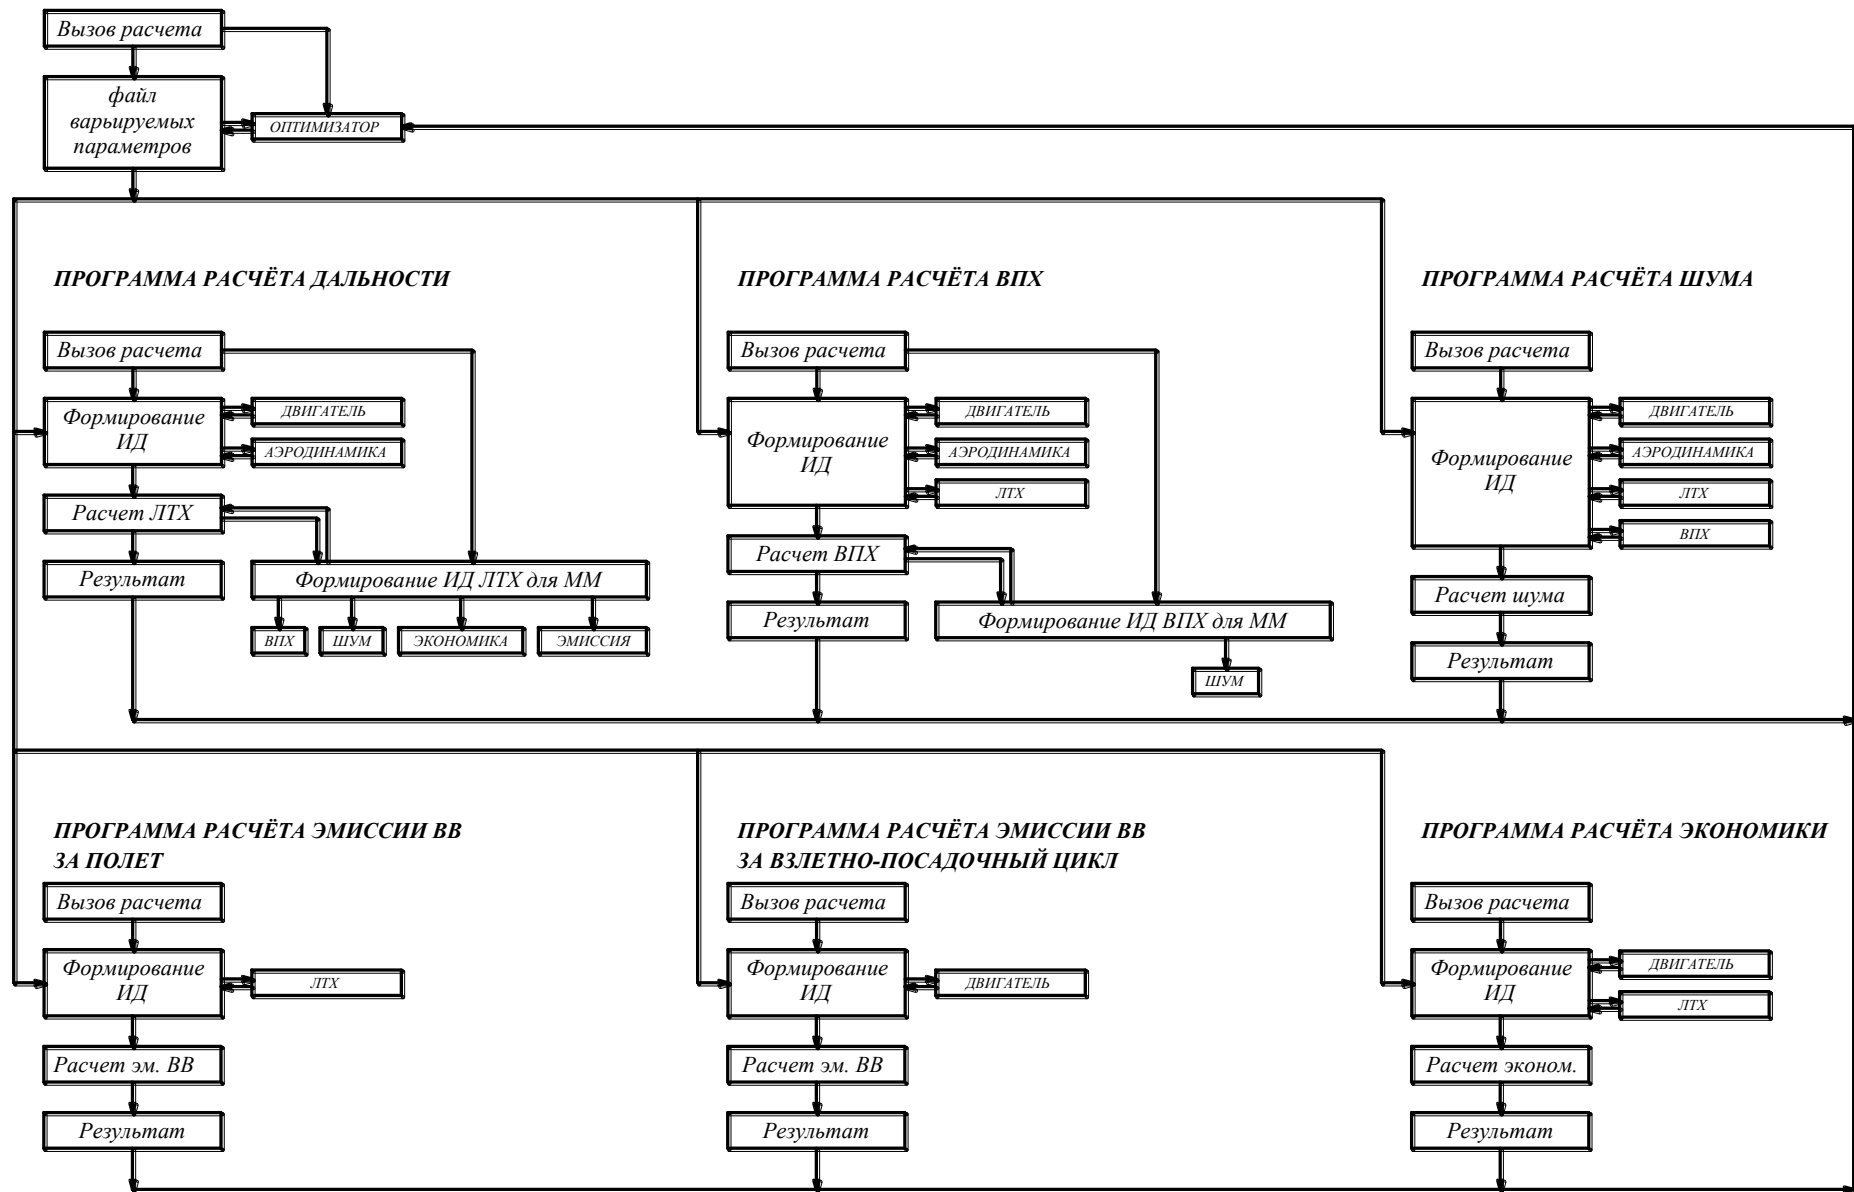 Вызов расчета
файл
варьируемых
параметров
ОПТИМИЗАТОР
ПРОГРАММА РАСЧЁТА ДАЛЬНОСТИ
Вызов расчета
Формирование
ИД
ДВИГАТЕЛЬ
АЭРОДИНАМИКА
Расчет ЛТХ
Результат
Формирование ИД ЛТХ для ММ
ВПХ
ШУМ
ЭКОНОМИКА
ЭМИССИЯ
ПРОГРАММА РАСЧЁТА ВПХ
Вызов расчета
Формирование
ИД
ДВИГАТЕЛЬ
АЭРОДИНАМИКА
ЛТХ
Расчет ВПХ
Результат
Формирование ИД ВПХ для ММ
ШУМ
ПРОГРАММА РАСЧЁТА ШУМА
Вызов расчета
Формирование
ИД
ДВИГАТЕЛЬ
АЭРОДИНАМИКА
ЛТХ
ВПХ
Расчет шума
Результат
ПРОГРАММА РАСЧЁТА ЭМИССИИ ВВ
ЗА ПОЛЕТ
Вызов расчета
Формирование
ИД
ЛТХ
Расчет эм. ВВ
Результат
ПРОГРАММА РАСЧЁТА ЭМИССИИ ВВ
ЗА ВЗЛЕТНО-ПОСАДОЧНЫЙ ЦИКЛ
Вызов расчета
Формирование
ИД
ДВИГАТЕЛЬ
Расчет эм. ВВ
Результат
ПРОГРАММА РАСЧЁТА ЭКОНОМИКИ
Вызов расчета
Формирование
ИД
ДВИГАТЕЛЬ
ЛТХ
Расчет эконом.
Результат